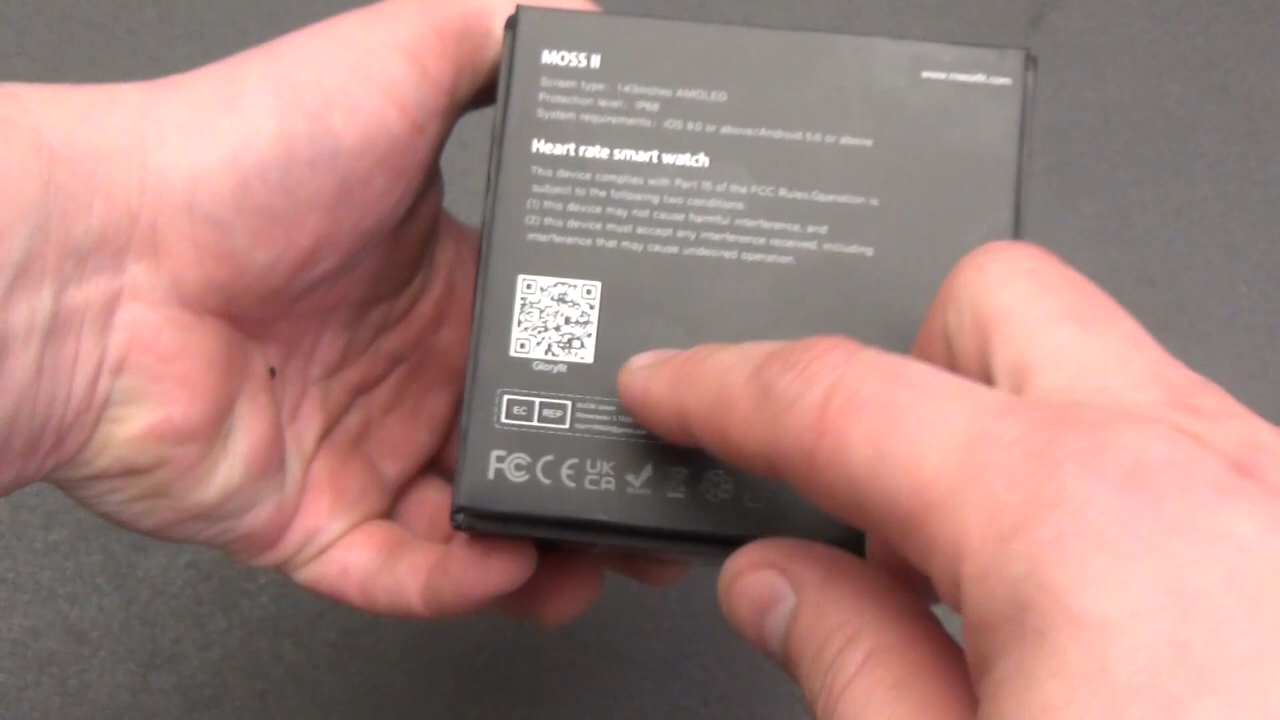 MOSS II
www.mossfit.com
Screen type: 1.43inches AMOLED
Protection level: IP68
System requirements: iOS 9.0 or above/Android 5.0 or above
Heart rate smart watch
This device complies with Part 15 of the FCC Rules.Operation is
subject to the following two conditions:
(1) this device may not cause harmful interference, and
(2) this device must accept any interference received, including
interference that may cause undesired operation.
Gloryfit
EC REP
FC CE UK
CA